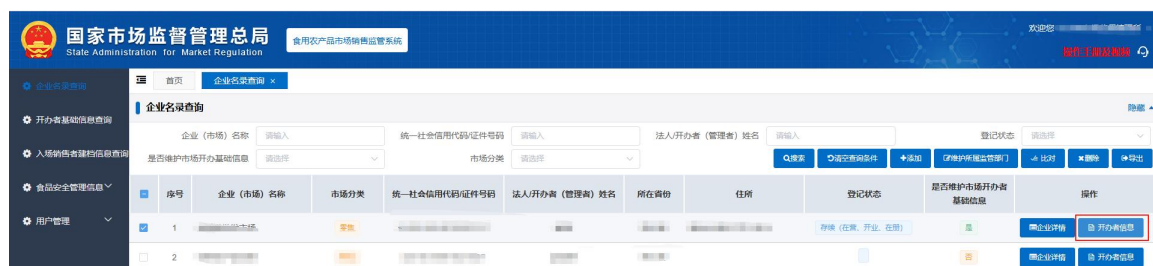 国家市场监督管理总局
State Administration for Market Regulation
食用农产品市场销售监管系统
欢迎您
操作手册及视频
企业名录查询
开办者基础信息查询
入场销售者建档信息查询
食品安全管理信息
用户管理
首页 企业名录查询 ×
企业名录查询 隐藏
企业（市场）名称 请输入 统一社会信用代码/证件号码 请输入 法人/开办者（管理者）姓名 请输入 登记状态 请选择
是否维护市场开办基础信息 请选择 市场分类 请选择 搜索 清空查询条件 +添加 维护所属监管部门 比对 ×删除 导出
序号 企业（市场）名称 市场分类 统一社会信用代码/证件号码 法人/开办者（管理者）姓名 所在省份 住所 登记状态 是否维护市场开办者基础信息 操作
1 市场 零售 存续（在营、开业、在册） 是 企业详情 开办者信息
2 否 企业详情 开办者信息